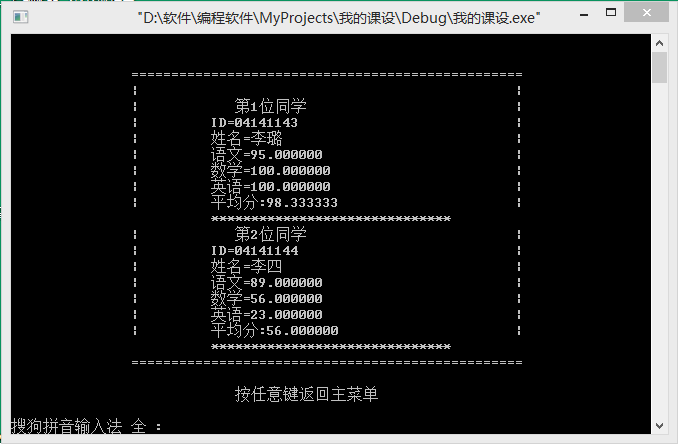 "D:\软件\编程软件\MyProjects\我的课设\Debug\我的课设.exe"
=================================================
第1位同学
ID=04141143
姓名=李璐
语文=95.000000
数学=100.000000
英语=100.000000
平均分:98.333333
******************************
第2位同学
ID=04141144
姓名=李四
语文=89.000000
数学=56.000000
英语=23.000000
平均分:56.000000
******************************
=================================================
按任意键返回主菜单
搜狗拼音输入法 全 :